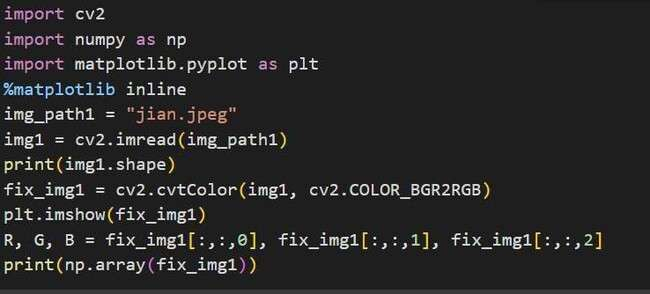 import cv2
import numpy as np
import matplotlib.pyplot as plt
%matplotlib inline
img_path1 = "jian.jpeg"
img1 = cv2.imread(img_path1)
print(img1.shape)
fix_img1 = cv2.cvtColor(img1, cv2.COLOR_BGR2RGB)
plt.imshow(fix_img1)
R, G, B = fix_img1[:,:,0], fix_img1[:,:,1], fix_img1[:,:,2]
print(np.array(fix_img1))